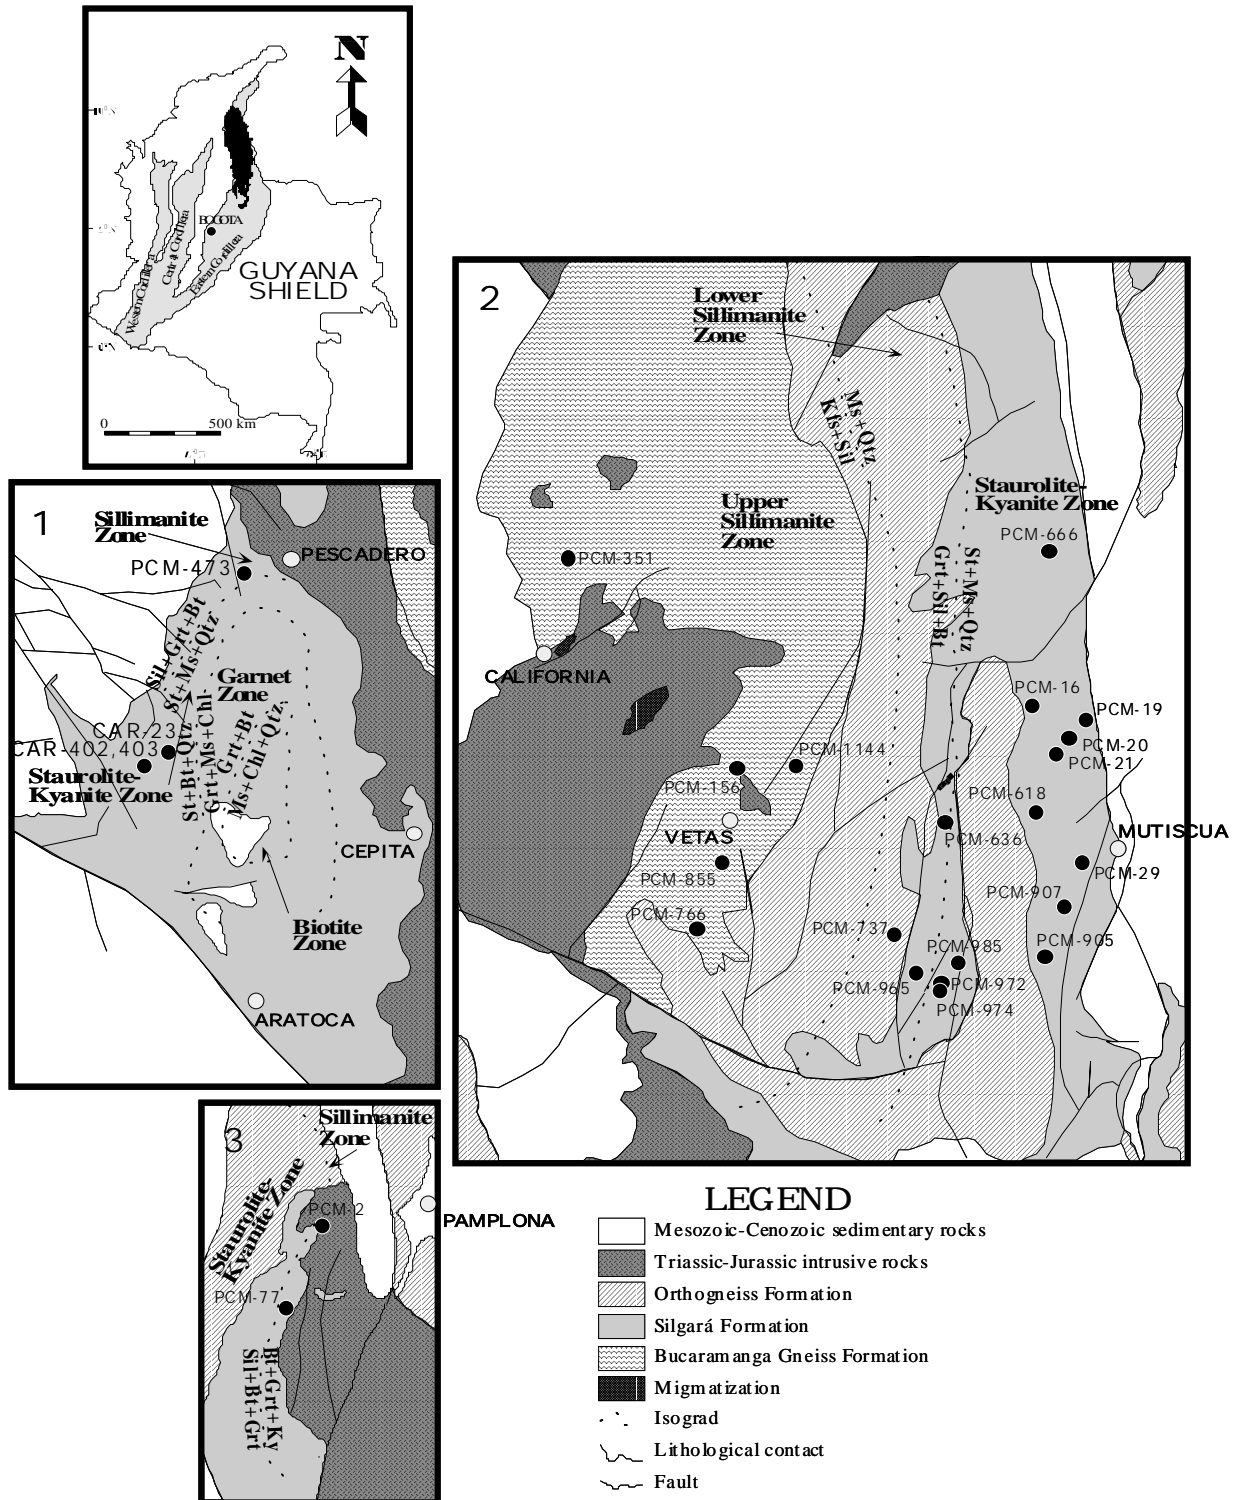 N
BOGOTA
Western Cordillera
Central Cordillera
Eastern Cordillera
GUYANA
SHIELD
0 500 km
1
Sillimanite
Zone
PESCADERO
PCM-473
Sil+Grt+Bt
St+Ms+Qtz
Garnet
Zone
CAR-23
CAR-402,403
Staurolite-
Kyanite Zone
St+Bt+Qtz
Grt+Ms+Chl
Grt+Bt
Ms+Chl+Qtz
CEPITA
Biotite
Zone
ARATOCA
2
Lower
Sillimanite
Zone
Ms+Qtz
Kfs+Sil
Upper
Sillimanite
Zone
Staurolite-
Kyanite Zone
PCM-666
PCM-351
St+Ms+Qtz
Grt+Sil+Bt
CALIFORNIA
PCM-16
PCM-19
PCM-20
PCM-21
PCM-1144
PCM-156
PCM-618
VETAS
PCM-636
MUTISCUA
PCM-855
PCM-29
PCM-907
PCM-766
PCM-737
PCM-985
PCM-905
PCM-965
PCM-972
PCM-974
3
Sillimanite
Zone
Staurolite-
Kyanite Zone
PCM-2
PAMPLONA
PCM-77
Bt+Grt+Ky
Sil+Bt+Grt
LEGEND
Mesozoic-Cenozoic sedimentary rocks
Triassic-Jurassic intrusive rocks
Orthogneiss Formation
Silgará Formation
Bucaramanga Gneiss Formation
Migmatization
Isograd
Lithological contact
Fault